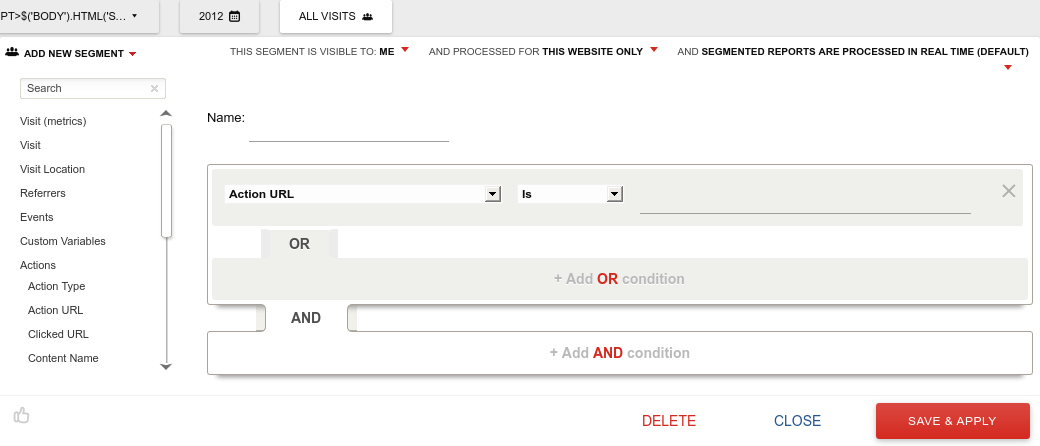 PT>$('BODY').HTML('S...
2012
ALL VISITS
ADD NEW SEGMENT
THIS SEGMENT IS VISIBLE TO: ME
AND PROCESSED FOR THIS WEBSITE ONLY
AND SEGMENTED REPORTS ARE PROCESSED IN REAL TIME (DEFAULT)
Search
Visit (metrics)
Visit
Visit Location
Referrers
Events
Custom Variables
Actions
Action Type
Action URL
Clicked URL
Content Name
Name:
Action URL
Is
OR
+ Add OR condition
AND
+ Add AND condition
DELETE
CLOSE
SAVE & APPLY